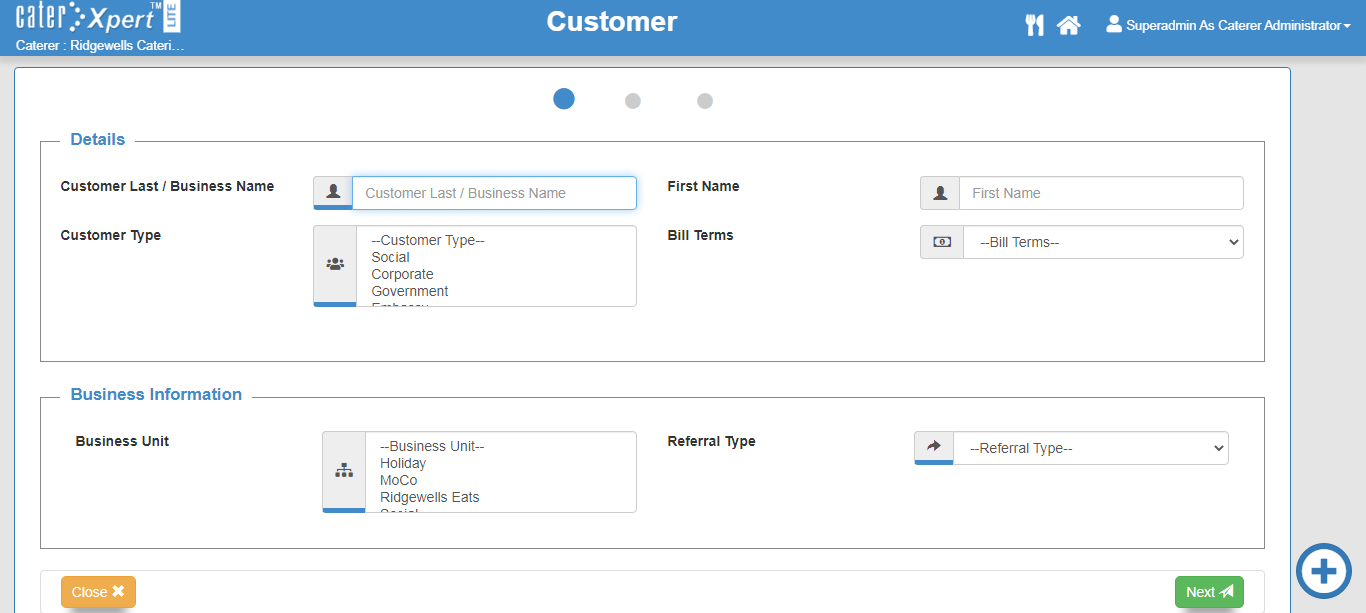 cater Xpert™ LITE
Caterer : Ridgewells Cateri...
Customer
Superadmin As Caterer Administrator
Details
Customer Last / Business Name
Customer Last / Business Name
First Name
First Name
Customer Type
--Customer Type--
Social
Corporate
Government
Embassy
Bill Terms
--Bill Terms--
Business Information
Business Unit
--Business Unit--
Holiday
MoCo
Ridgewells Eats
Social
Referral Type
--Referral Type--
Close
Next